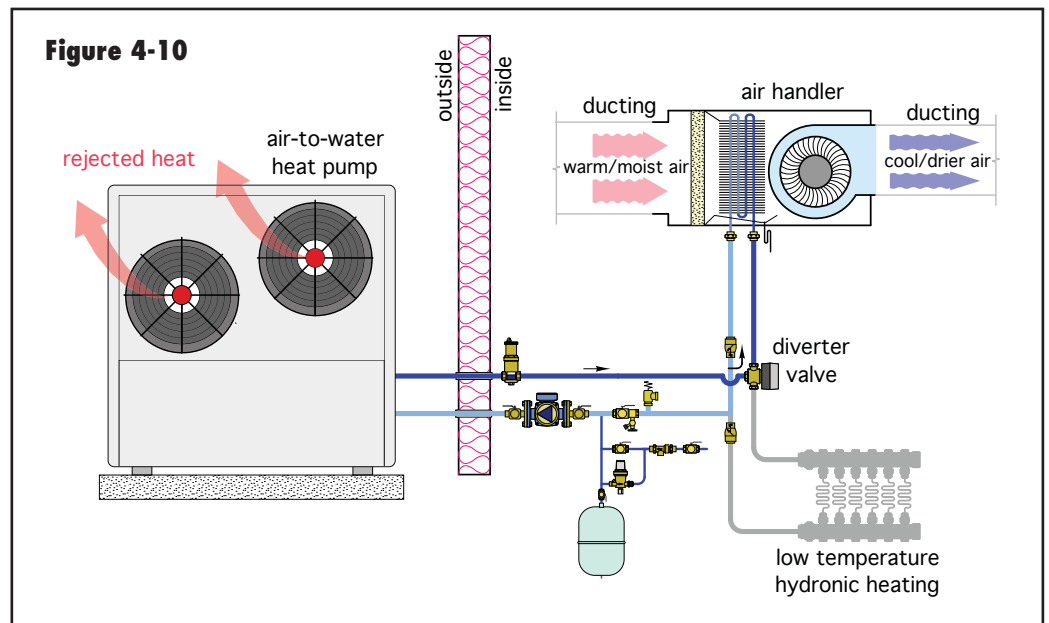 Figure 4-10
outside
inside
rejected heat
air-to-water
heat pump
ducting
warm/moist air
air handler
ducting
cool/drier air
diverter
valve
low temperature
hydronic heating